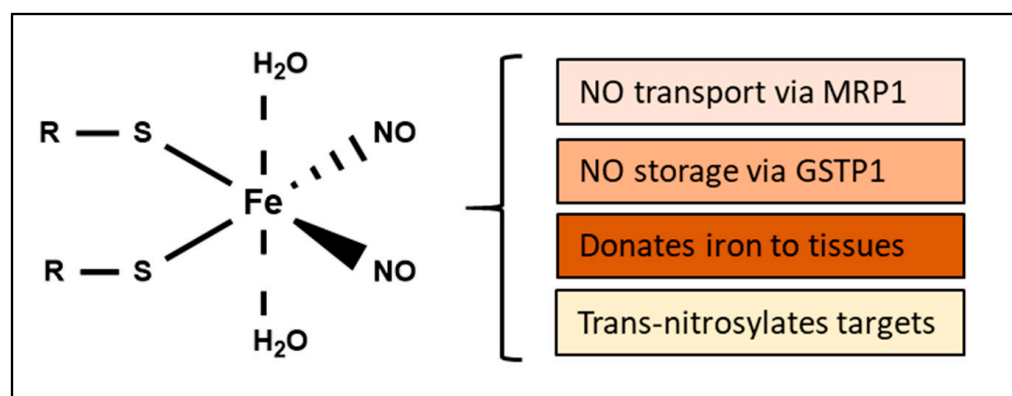 H₂O
R — S
NO
Fe
R — S
NO
H₂O
NO transport via MRP1
NO storage via GSTP1
Donates iron to tissues
Trans-nitrosylates targets